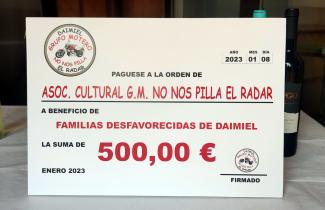 DAIMIEL
GRUPO MOTERO
NO NOS PILLA
EL RADAR
AÑO MES DÍA
2023 01 08
PAGUESE A LA ORDEN DE
ASOC. CULTURAL G.M. NO NOS PILLA EL RADAR
A BENEFICIO DE
FAMILIAS DESFAVORECIDAS DE DAIMIEL
LA SUMA DE 500,00 €
ENERO 2023
FIRMADO